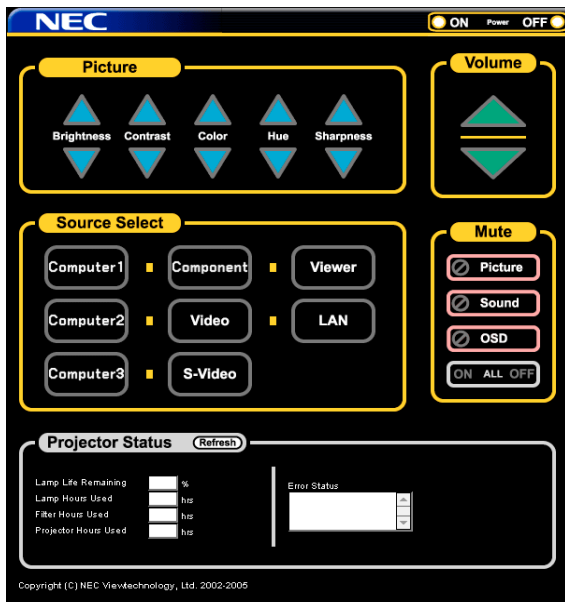 NEC
ON Power OFF
Picture
Volume
Brightness Contrast Color Hue Sharpness
Source Select
Mute
Computer1 Component Viewer
Picture
Computer2 Video LAN
Sound
OSD
Computer3 S-Video
ON ALL OFF
Projector Status Refresh
Lamp Life Remaining %
Error Status
Lamp Hours Used hrs
Filter Hours Used hrs
Projector Hours Used hrs
Copyright (C) NEC Viewtechnology, Ltd. 2002-2005